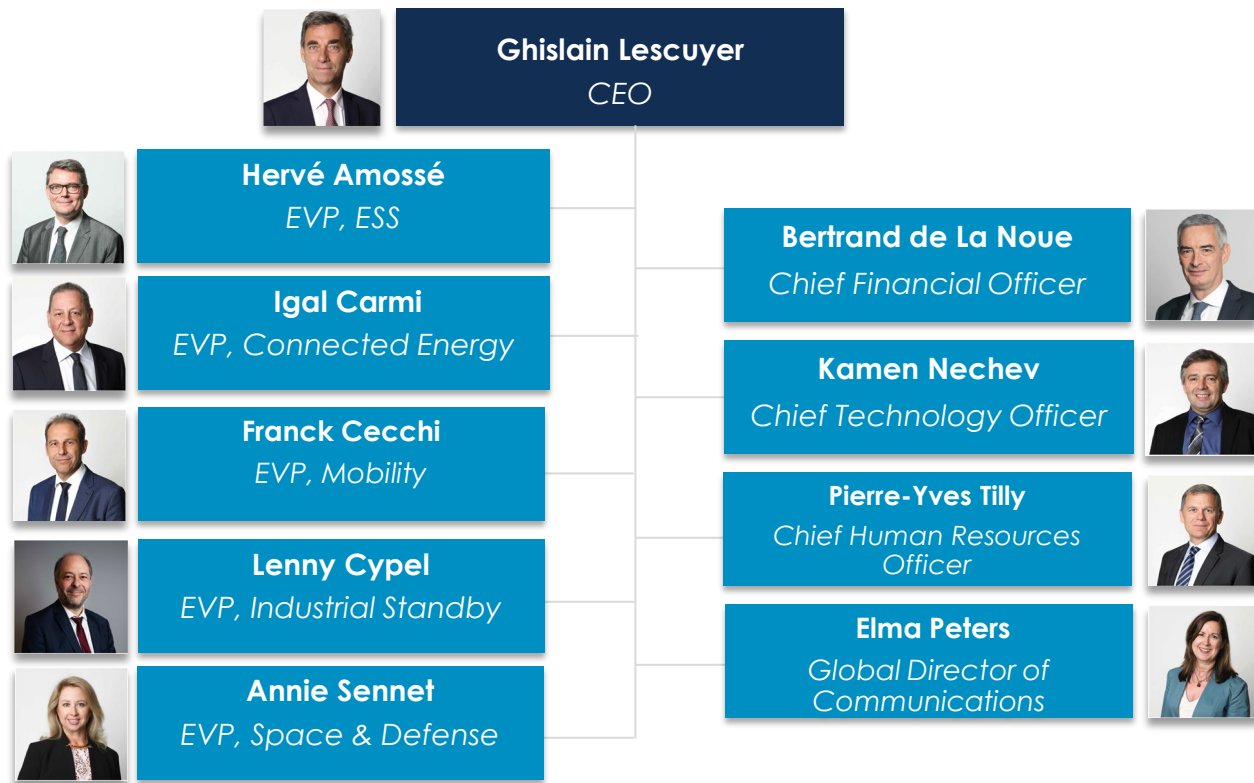 Ghislain Lescuyer
CEO
Hervé Amossé
EVP, ESS
Igal Carmi
EVP, Connected Energy
Franck Cecchi
EVP, Mobility
Lenny Cypel
EVP, Industrial Standby
Annie Sennet
EVP, Space & Defense
Bertrand de La Noue
Chief Financial Officer
Kamen Nechev
Chief Technology Officer
Pierre-Yves Tilly
Chief Human Resources
Officer
Elma Peters
Global Director of
Communications